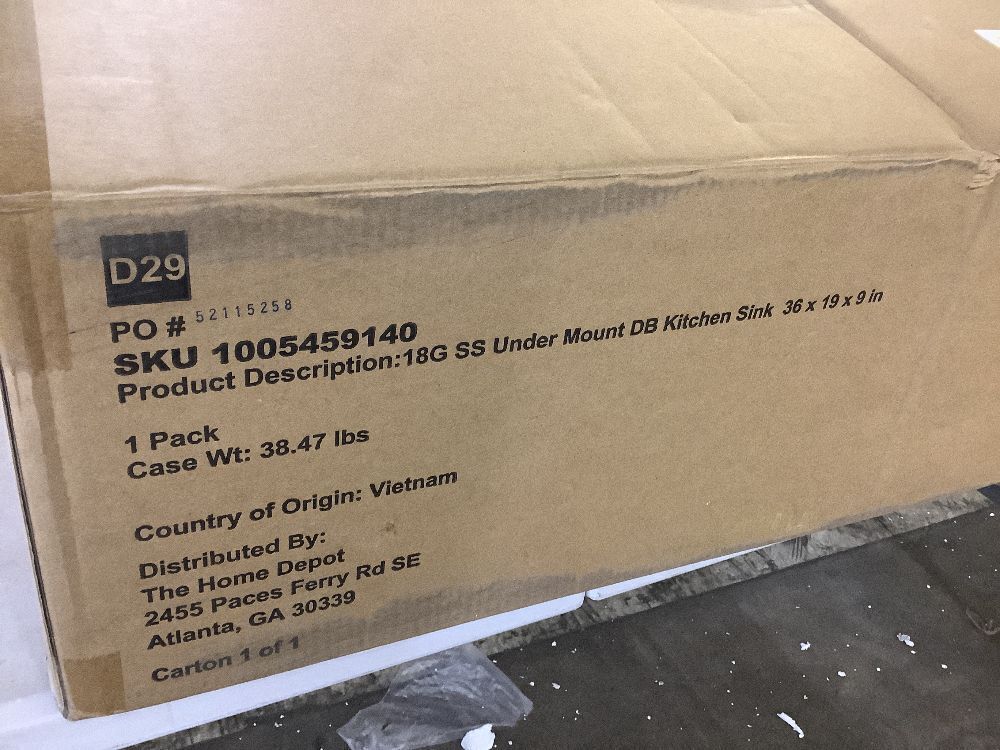 D29
PO # 52115258
SKU 1005459140
Product Description:18G SS Under Mount DB Kitchen Sink 36 x 19 x 9 in
1 Pack
Case Wt: 38.47 lbs
Country of Origin: Vietnam
Distributed By:
The Home Depot
2455 Paces Ferry Rd SE
Atlanta, GA 30339
Carton 1 of 1